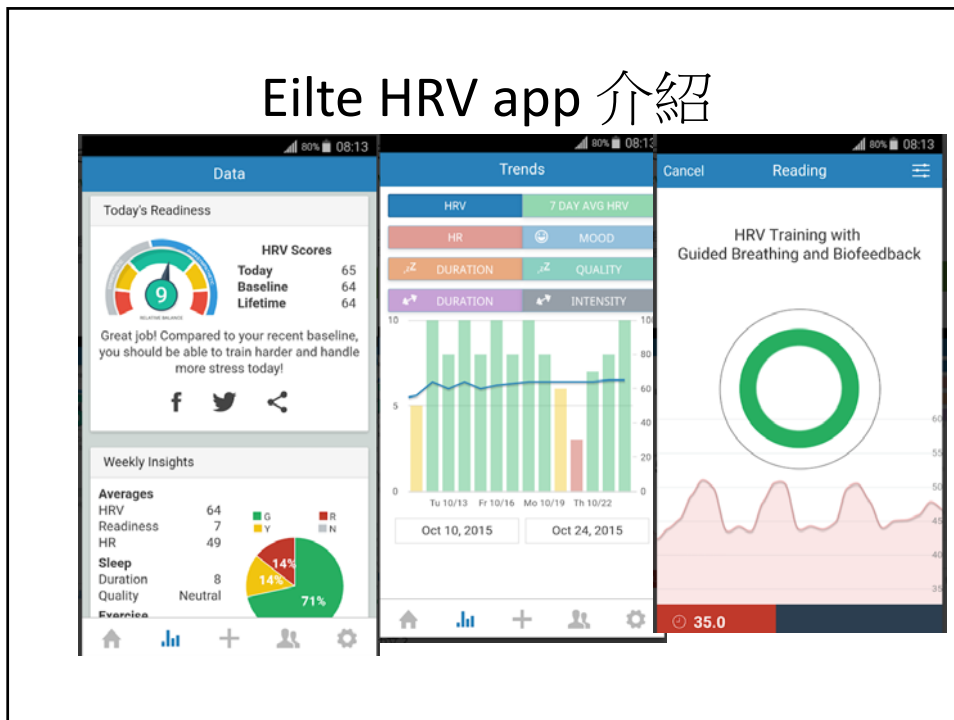 Eilte HRV app 介紹
80% 08:13
Data
Today's Readiness
9
RELATIVE BALANCE
HRV Scores
Today 65
Baseline 64
Lifetime 64
Great job! Compared to your recent baseline,
you should be able to train harder and handle
more stress today!
Weekly Insights
Averages
HRV 64
Readiness 7
HR 49
Sleep
Duration 8
Quality Neutral
Exercise
G R
Y N
14%
14%
71%
80% 08:13
Trends
HRV 7 DAY AVG HRV
HR MOOD
DURATION QUALITY
DURATION INTENSITY
10 100
80
60
5
40
20
0 0
Tu 10/13 Fr 10/16 Mo 10/19 Th 10/22
Oct 10, 2015 Oct 24, 2015
80% 08:13
Cancel Reading
HRV Training with
Guided Breathing and Biofeedback
60
55
50
45
40
35
35.0